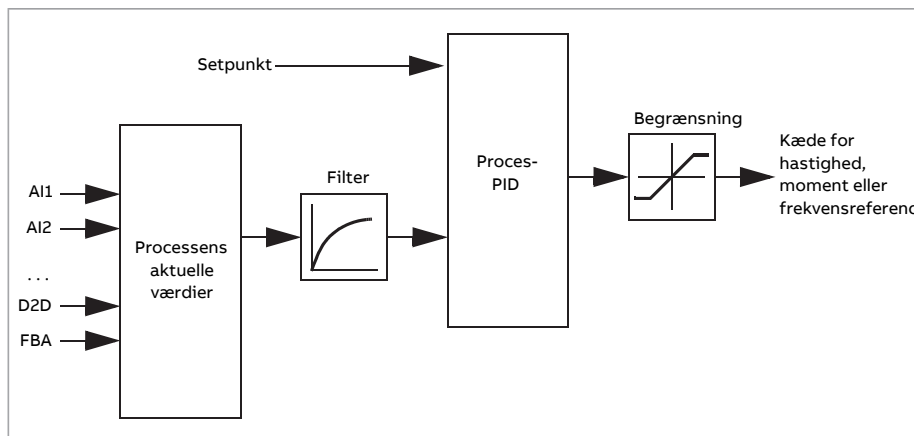 Setpunkt
Begrænsning
Proces-
PID
Kæde for
hastighed,
moment eller
Filter
AI1
AI2
...
D2D
FBA
Processens
aktuelle
værdier